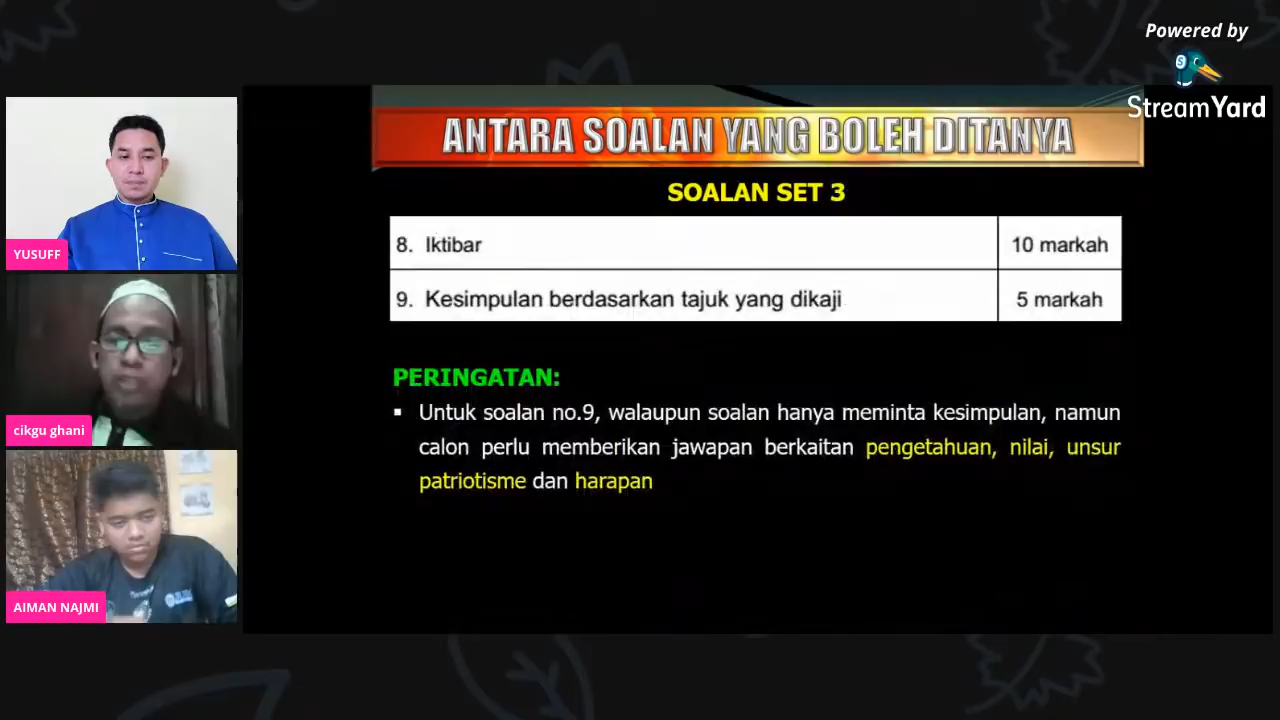 Powered by
StreamYard
ANTARA SOALAN YANG BOLEH DITANYA
SOALAN SET 3
8. Iktibar 10 markah
9. Kesimpulan berdasarkan tajuk yang dikaji 5 markah
PERINGATAN:
▪ Untuk soalan no.9, walaupun soalan hanya meminta kesimpulan, namun
calon perlu memberikan jawapan berkaitan pengetahuan, nilai, unsur
patriotisme dan harapan
YUSUFF
cikgu ghani
AIMAN NAJMI